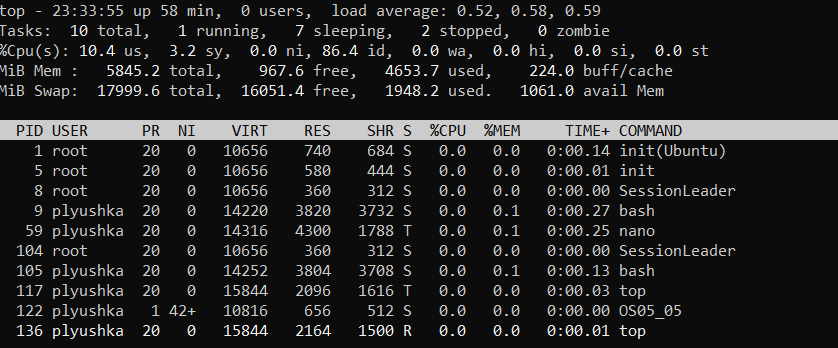 top - 23:33:55 up 58 min,  0 users,  load average: 0.52, 0.58, 0.59
Tasks:  10 total,   1 running,   7 sleeping,   2 stopped,   0 zombie
%Cpu(s): 10.4 us,  3.2 sy,  0.0 ni, 86.4 id,  0.0 wa,  0.0 hi,  0.0 si,  0.0 st
MiB Mem :   5845.2 total,    967.6 free,   4653.7 used,    224.0 buff/cache
MiB Swap:  17999.6 total,  16051.4 free,   1948.2 used.   1061.0 avail Mem
PID USER      PR  NI    VIRT    RES    SHR S  %CPU  %MEM     TIME+ COMMAND
1 root      20   0   10656    740    684 S   0.0   0.0   0:00.14 init(Ubuntu)
5 root      20   0   10656    580    444 S   0.0   0.0   0:00.01 init
8 root      20   0   10656    360    312 S   0.0   0.0   0:00.00 SessionLeader
9 plyushka  20   0   14220   3820   3732 S   0.0   0.1   0:00.27 bash
59 plyushka  20   0   14316   4300   1788 T   0.0   0.1   0:00.25 nano
104 root      20   0   10656    360    312 S   0.0   0.0   0:00.00 SessionLeader
105 plyushka  20   0   14252   3804   3708 S   0.0   0.1   0:00.13 bash
117 plyushka  20   0   15844   2096   1616 T   0.0   0.0   0:00.03 top
122 plyushka   1 42+   10816    656    512 S   0.0   0.0   0:00.00 OS05_05
136 plyushka  20   0   15844   2164   1500 R   0.0   0.0   0:00.01 top